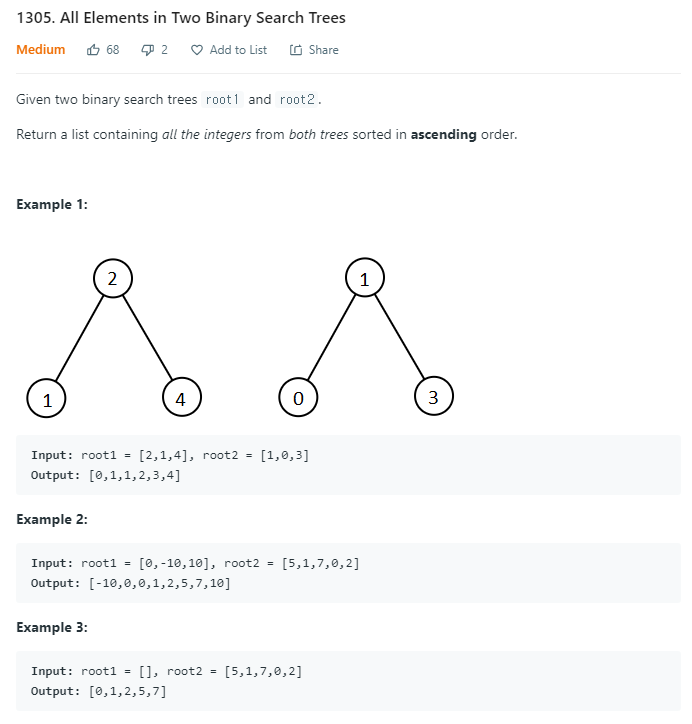 1305. All Elements in Two Binary Search Trees
Medium 68 2 Add to List Share
Given two binary search trees root1 and root2.
Return a list containing all the integers from both trees sorted in ascending order.
Example 1:
2 1
1 4 0 3
Input: root1 = [2,1,4], root2 = [1,0,3]
Output: [0,1,1,2,3,4]
Example 2:
Input: root1 = [0,-10,10], root2 = [5,1,7,0,2]
Output: [-10,0,0,1,2,5,7,10]
Example 3:
Input: root1 = [], root2 = [5,1,7,0,2]
Output: [0,1,2,5,7]